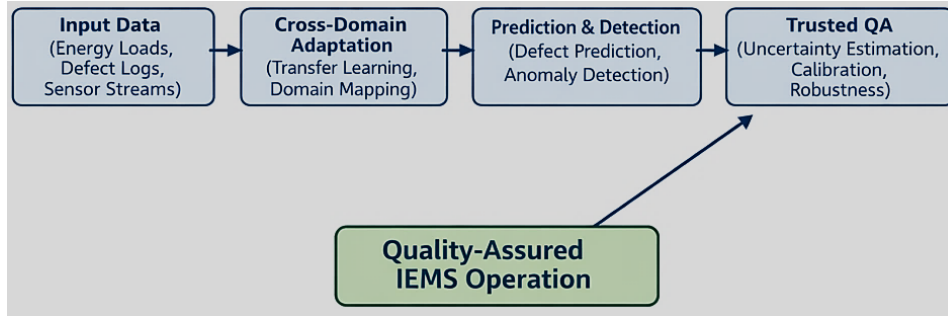 Input Data
(Energy Loads,
Defect Logs,
Sensor Streams)
Cross-Domain
Adaptation
(Transfer Learning,
Domain Mapping)
Prediction & Detection
(Defect Prediction,
Anomaly Detection)
Trusted QA
(Uncertainty Estimation,
Calibration,
Robustness)
Quality-Assured
IEMS Operation